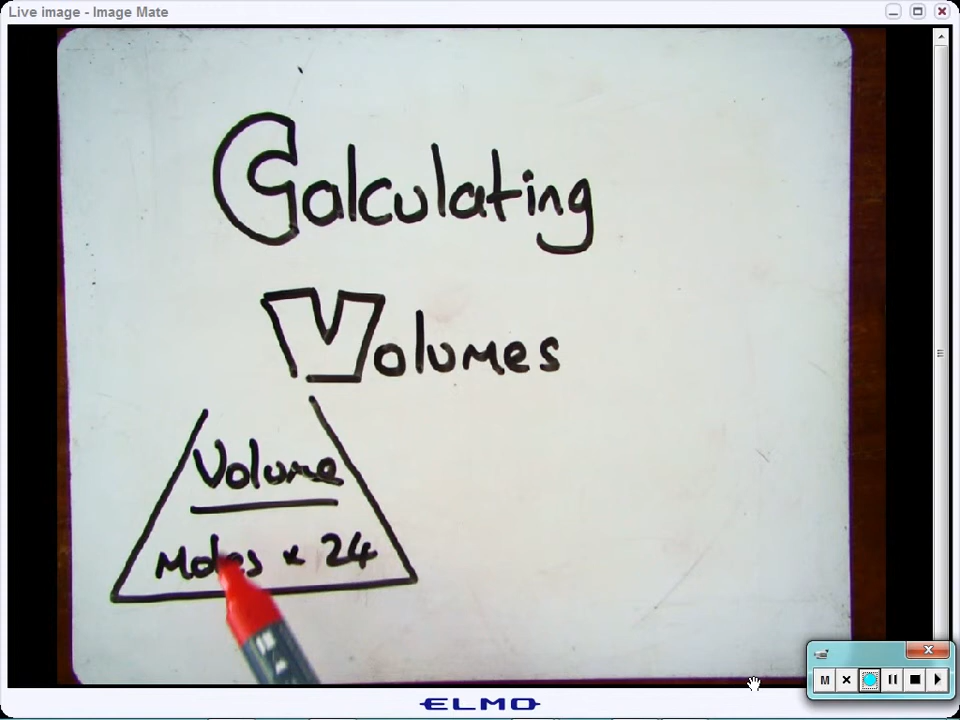 Live image - Image Mate
Calculating
Volumes
Volume
Moles x 24
ELMO
M